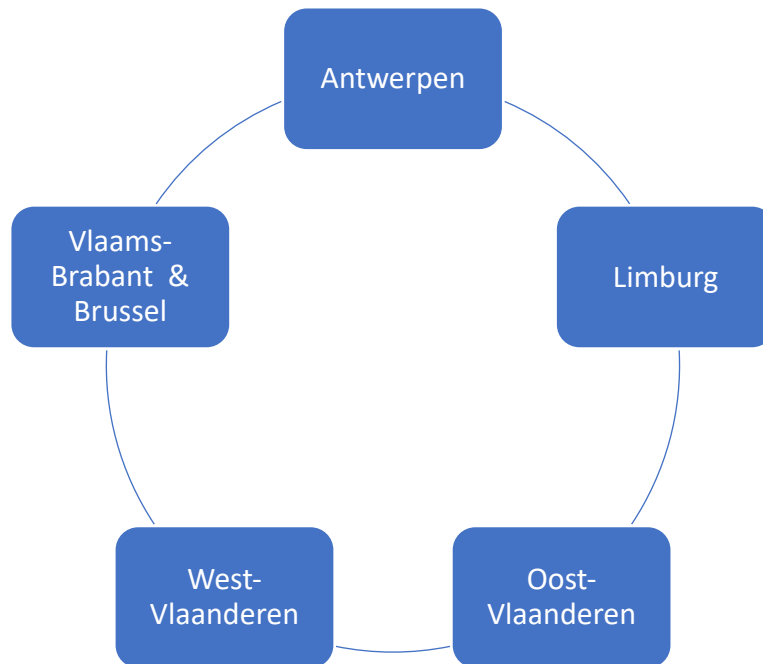 Antwerpen
Limburg
Oost-
Vlaanderen
West-
Vlaanderen
Vlaams-
Brabant & 
Brussel